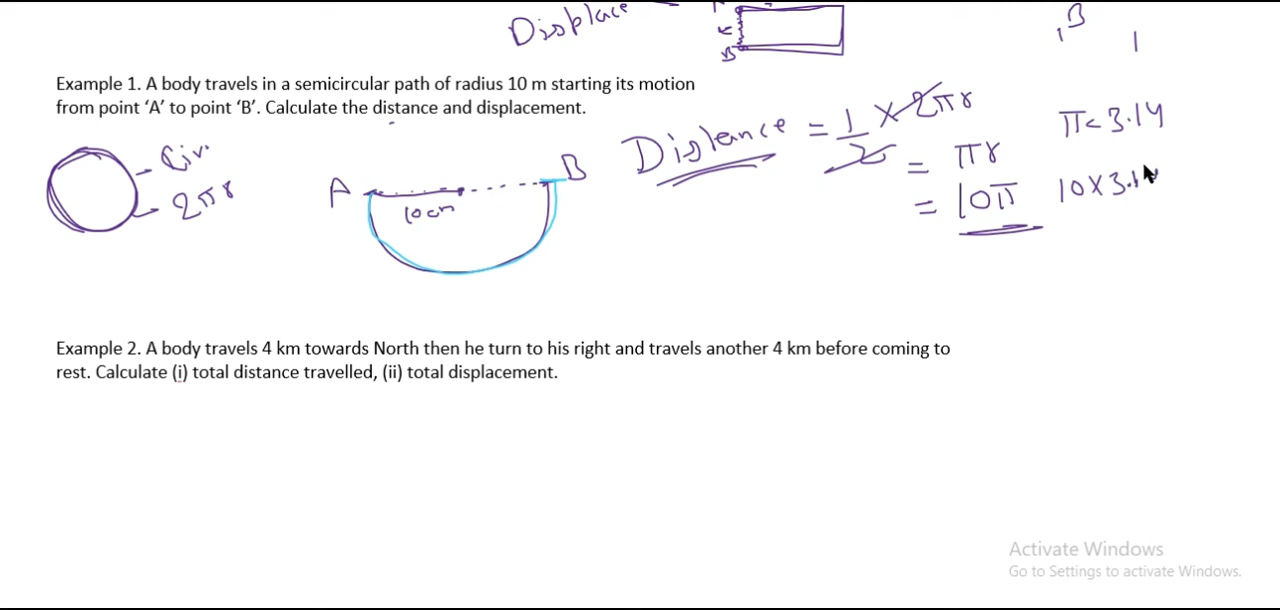 Displace
B
B
1
Example 1. A body travels in a semicircular path of radius 10 m starting its motion
from point ‘A’ to point ‘B’. Calculate the distance and displacement.
Distance = 1/2 × 2πr
π = 3.14
Cir.
2πr
A
B
10cm
= πr
= 10π
10 × 3.14
Example 2. A body travels 4 km towards North then he turn to his right and travels another 4 km before coming to
rest. Calculate (i) total distance travelled, (ii) total displacement.
Activate Windows
Go to Settings to activate Windows.